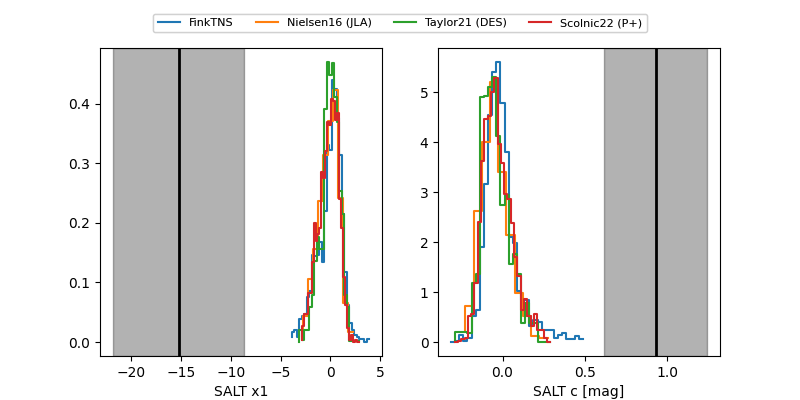 FinkTNS Nielsen16 (JLA) Taylor21 (DES) Scolnic22 (P+)
0.4
0.3
0.2
0.1
0.0
−20 −15 −10 −5 0 5
SALT x1
5
4
3
2
1
0
0.0 0.5 1.0
SALT c [mag]